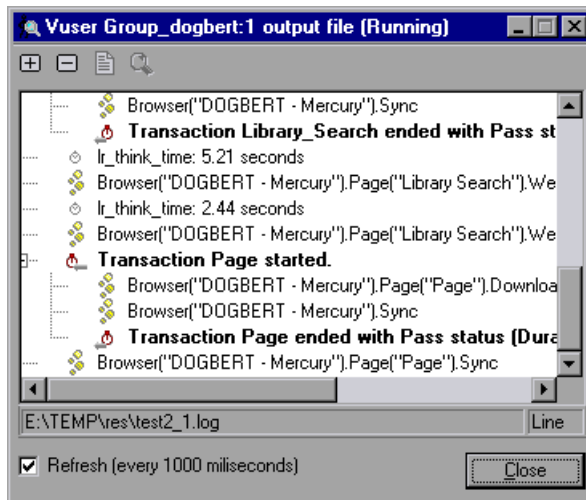 Vuser Group_dogbert:1 output file (Running)
Browser("DOGBERT - Mercury").Sync
Transaction Library_Search ended with Pass st
lr_think_time: 5.21 seconds
Browser("DOGBERT - Mercury").Page("Library Search").We
lr_think_time: 2.44 seconds
Browser("DOGBERT - Mercury").Page("Library Search").We
Transaction Page started.
Browser("DOGBERT - Mercury").Page("Page").Downloa
Browser("DOGBERT - Mercury").Sync
Transaction Page ended with Pass status (Dura
Browser("DOGBERT - Mercury").Page("Page").Sync
E:\TEMP\res\test2_1.log Line
Refresh (every 1000 miliseconds) Close